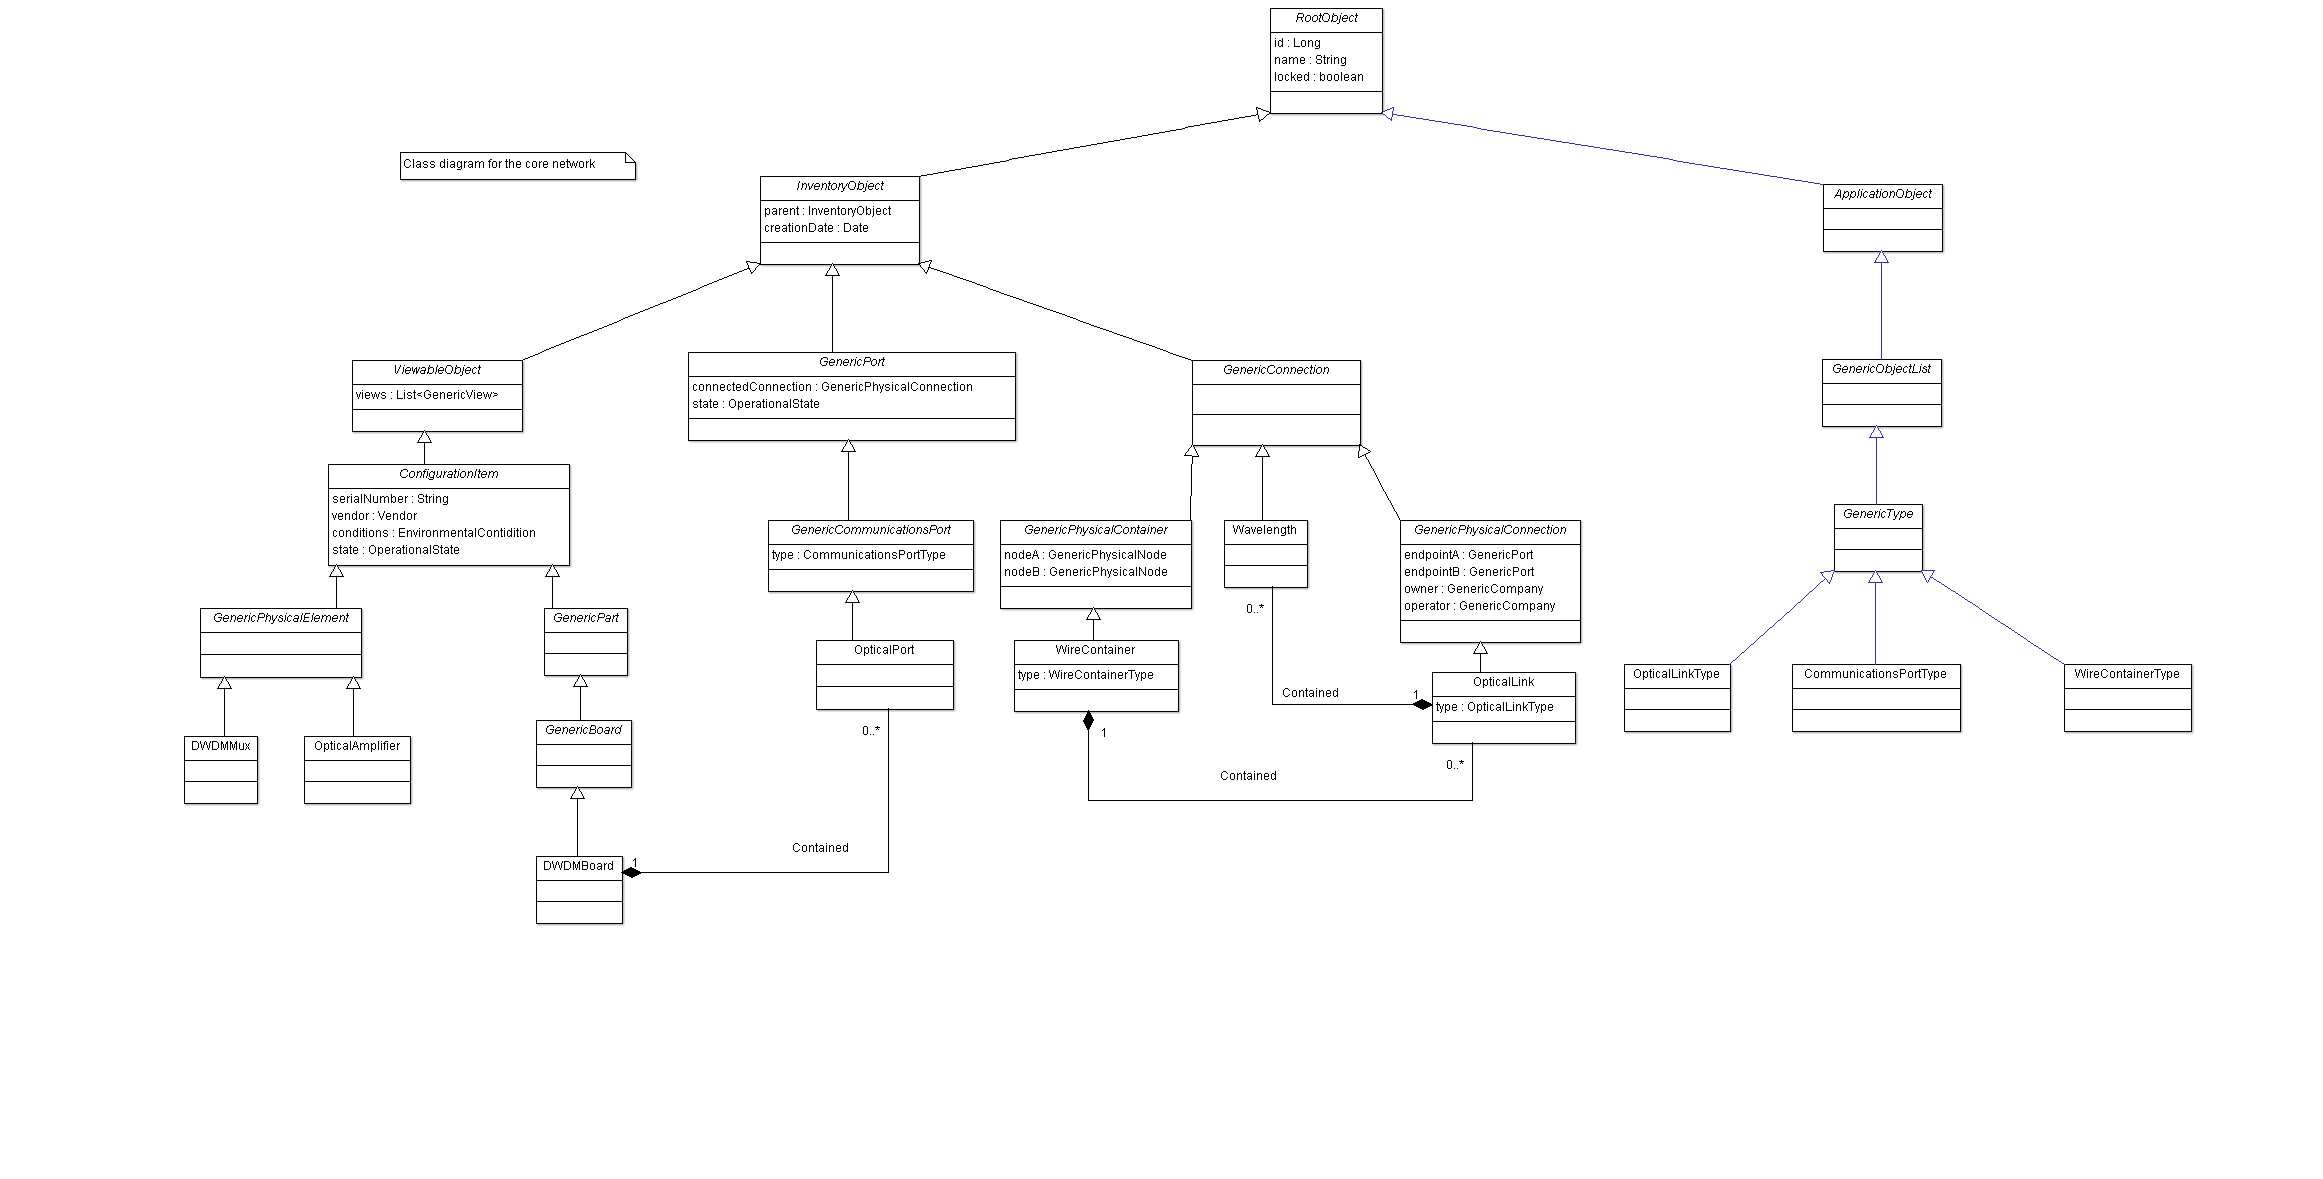 RootObject
id : Long
name : String
locked : boolean
Class diagram for the core network
InventoryObject
parent : InventoryObject
creationDate : Date
ApplicationObject
ViewableObject
views : List<GenericView>
GenericPort
connectedConnection : GenericPhysicalConnection
state : OperationalState
GenericConnection
GenericObjectList
ConfigurationItem
serialNumber : String
vendor : Vendor
conditions : EnvironmentalContidition
state : OperationalState
GenericCommunicationsPort
type : CommunicationsPortType
GenericPhysicalContainer
nodeA : GenericPhysicalNode
nodeB : GenericPhysicalNode
Wavelength
0..*
GenericPhysicalConnection
endpointA : GenericPort
endpointB : GenericPort
owner : GenericCompany
operator : GenericCompany
GenericType
GenericPhysicalElement
GenericPart
OpticalPort
0..*
WireContainer
type : WireContainerType
1
Contained
1
OpticalLink
type : OpticalLinkType
0..*
Contained
OpticalLinkType
CommunicationsPortType
WireContainerType
DWDMMux
OpticalAmplifier
GenericBoard
Contained
DWDMBoard
1